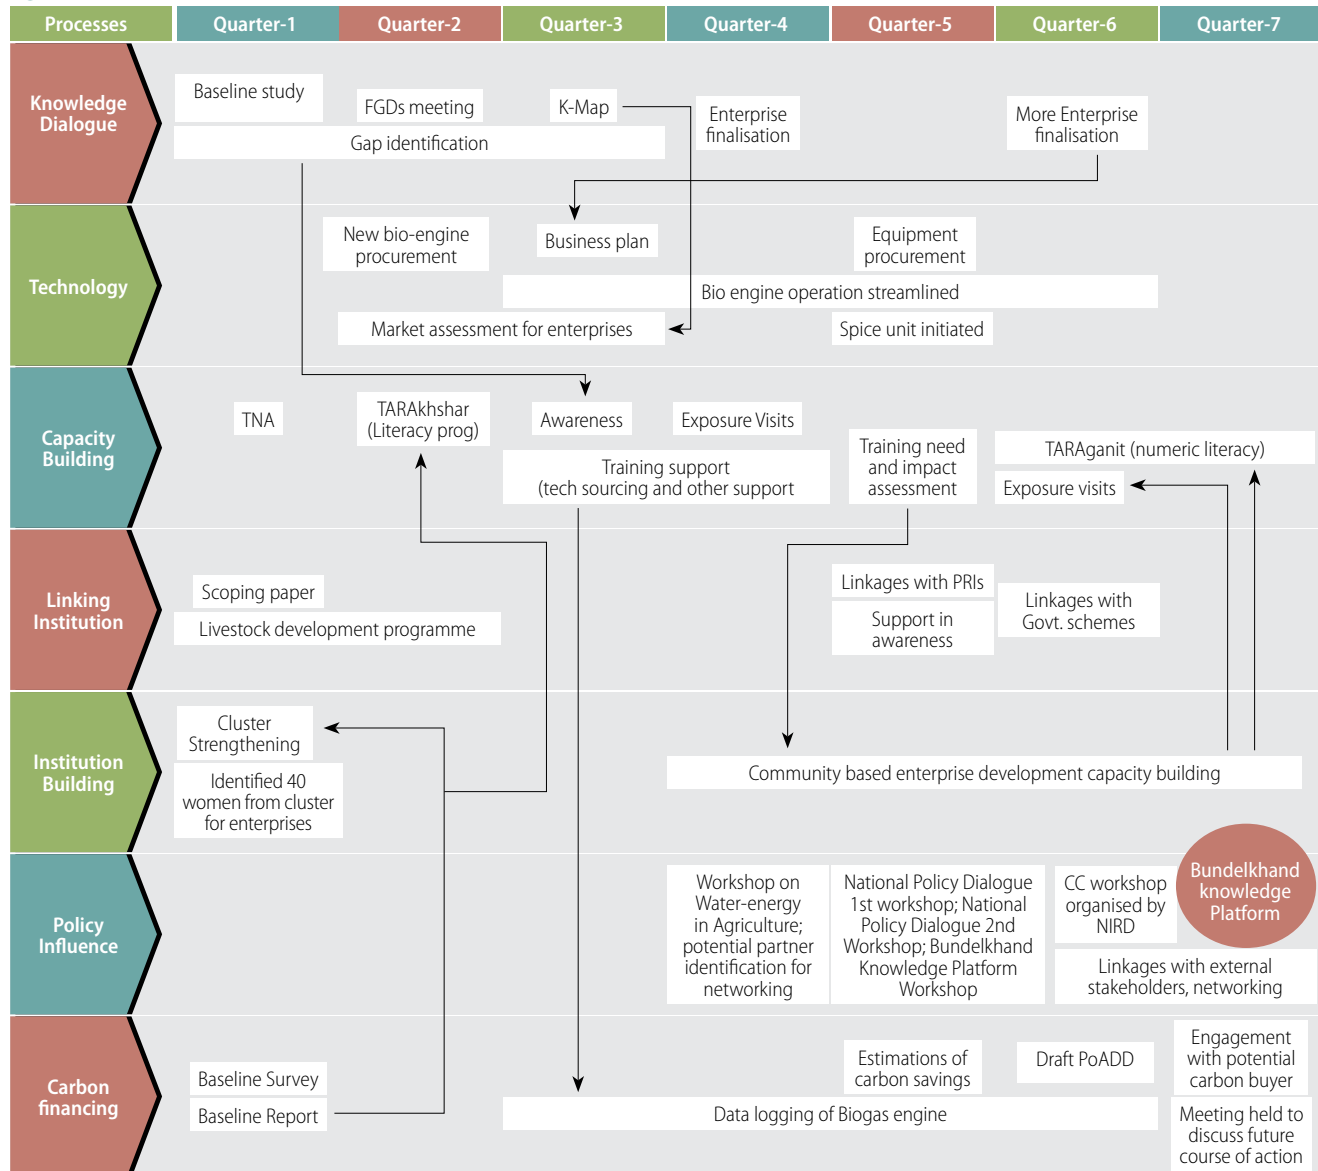 Processes
Quarter-1
Quarter-2
Quarter-3
Quarter-4
Quarter-5
Quarter-6
Quarter-7
Knowledge
Dialogue
Baseline study
FGDs meeting
K-Map
Enterprise
finalisation
More Enterprise
finalisation
Gap identification
Technology
New bio-engine
procurement
Business plan
Equipment
procurement
Bio engine operation streamlined
Market assessment for enterprises
Spice unit initiated
Capacity
Building
TNA
TARAkhshar
(Literacy prog)
Awareness
Exposure Visits
Training support
(tech sourcing and other support
Training need
and impact
assessment
TARAganit (numeric literacy)
Exposure visits
Linking
Institution
Scoping paper
Livestock development programme
Linkages with PRIs
Support in
awareness
Linkages with
Govt. schemes
Institution
Building
Cluster
Strengthening
Identified 40
women from cluster
for enterprises
Community based enterprise development capacity building
Policy
Influence
Workshop on
Water-energy
in Agriculture;
potential partner
identification for
networking
National Policy Dialogue
1st workshop; National
Policy Dialogue 2nd
Workshop; Bundelkhand
Knowledge Platform
Workshop
CC workshop
organised by
NIRD
Bundelkhand
knowledge
Platform
Linkages with external
stakeholders, networking
Carbon
financing
Baseline Survey
Baseline Report
Estimations of
carbon savings
Draft PoADD
Engagement
with potential
carbon buyer
Data logging of Biogas engine
Meeting held to
discuss future
course of action